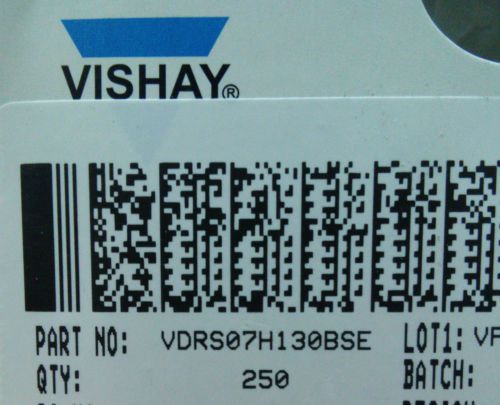 VISHAY®
PART NO: VDRS07H130BSE LOT1:
QTY: 250 BATCH: